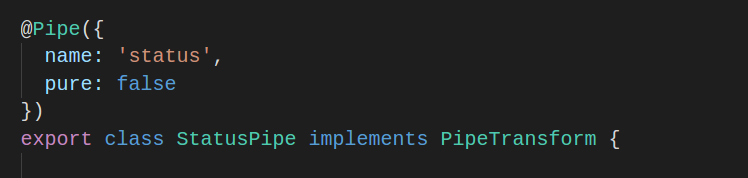 @Pipe({
  name: 'status',
  pure: false
})
export class StatusPipe implements PipeTransform {